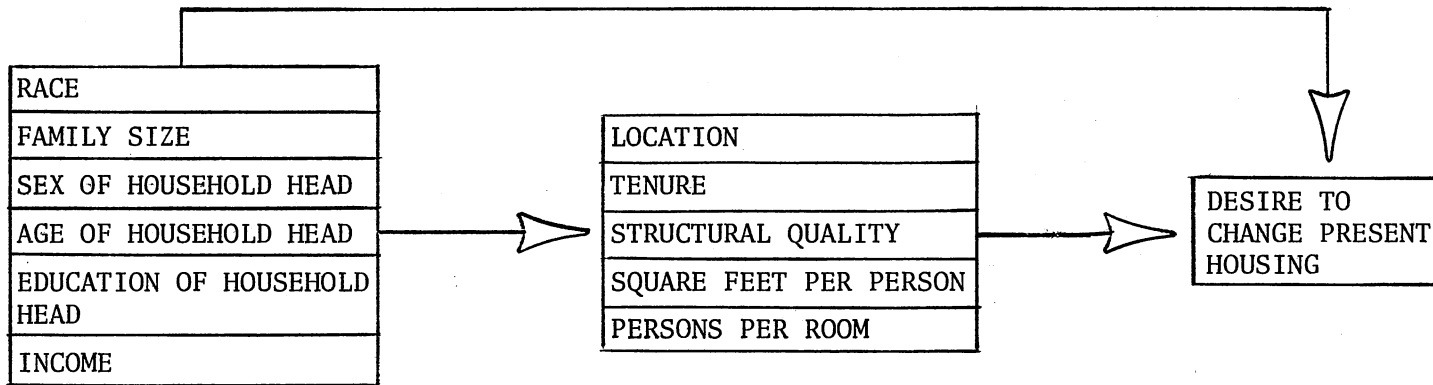 RACE
FAMILY SIZE
SEX OF HOUSEHOLD HEAD
AGE OF HOUSEHOLD HEAD
EDUCATION OF HOUSEHOLD
HEAD
INCOME
LOCATION
TENURE
STRUCTURAL QUALITY
SQUARE FEET PER PERSON
PERSONS PER ROOM
DESIRE TO
CHANGE PRESENT
HOUSING